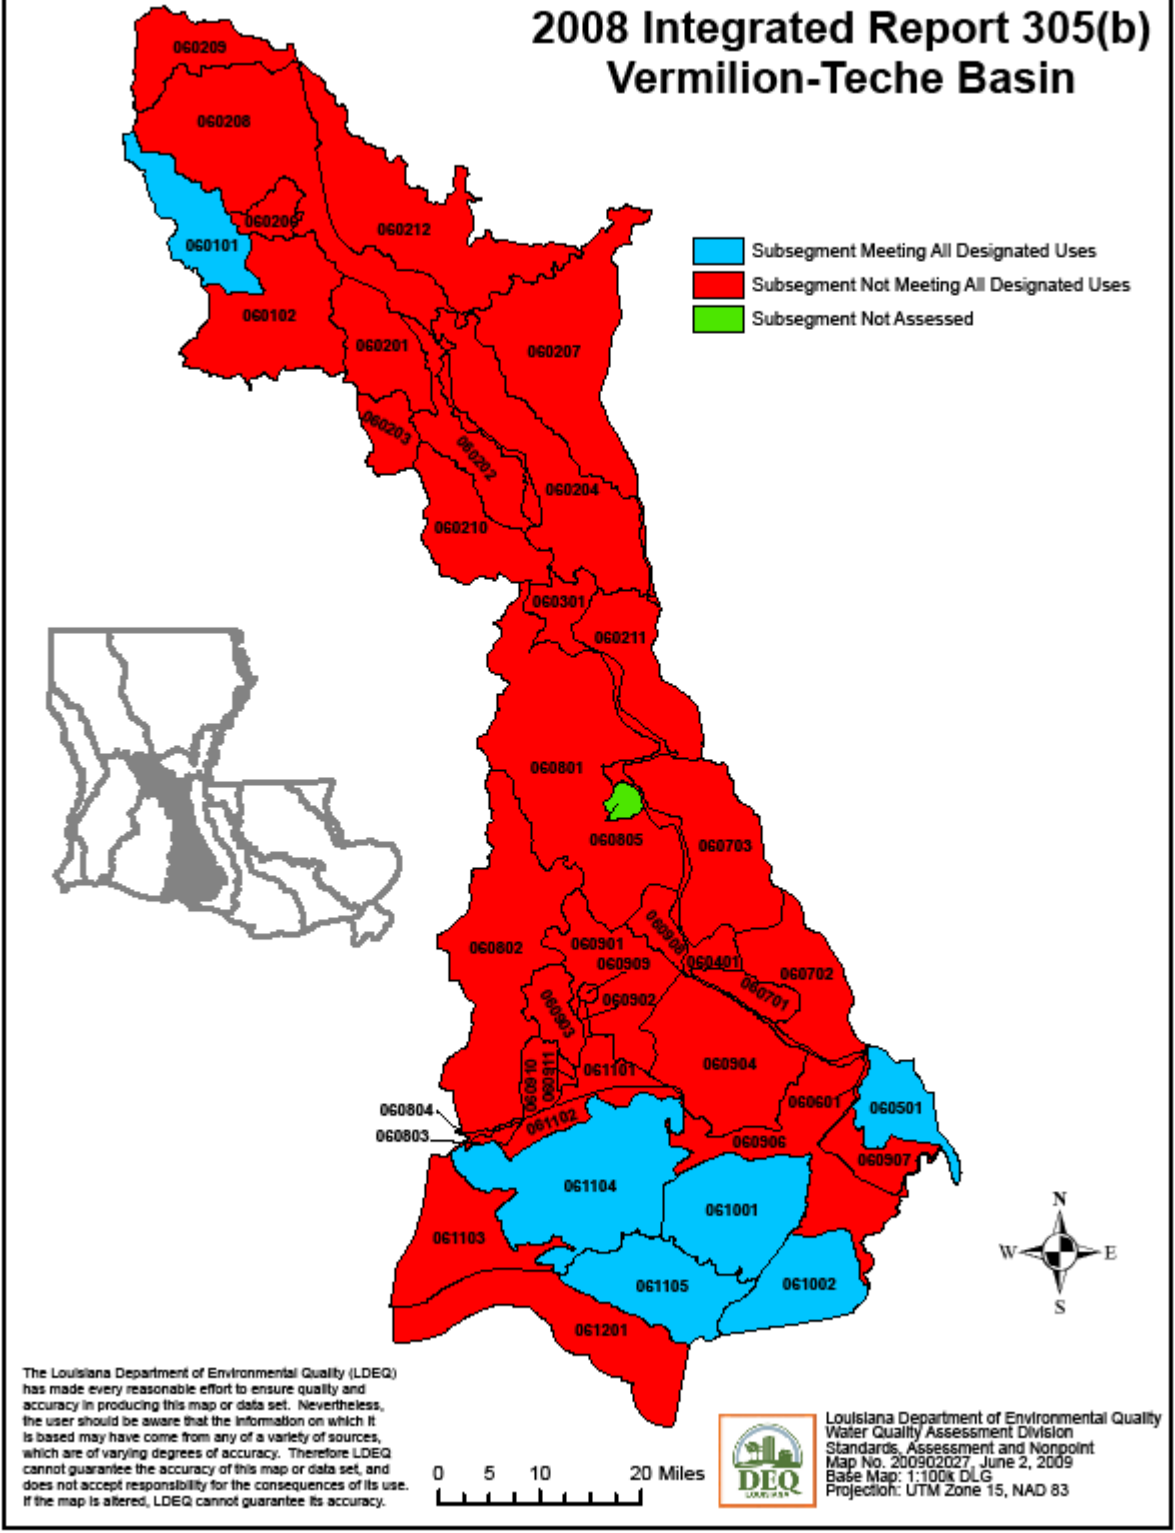 2008 Integrated Report 305(b)
Vermilion-Teche Basin
060209
060208
060206
060101
060212
Subsegment Meeting All Designated Uses
Subsegment Not Meeting All Designated Uses
Subsegment Not Assessed
060102
060201
060207
060203
060202
060204
060210
060301
060211
060801
060805
060703
060802
060901
060908
060909
060401
060702
060902
060701
060903
060904
061101
060910
060911
060601
060501
060804
060803
061102
060906
060907
061104
061001
061103
061105
061002
061201
N
W
E
S
The Louisiana Department of Environmental Quality (LDEQ)
has made every reasonable effort to ensure quality and
accuracy in producing this map or data set. Nevertheless,
the user should be aware that the information on which it
is based may have come from any of a variety of sources,
which are of varying degrees of accuracy. Therefore LDEQ
cannot guarantee the accuracy of this map or data set, and
does not accept responsibility for the consequences of its use.
If the map is altered, LDEQ cannot guarantee its accuracy.
0 5 10 20 Miles
DEQ
LOUISIANA
Louisiana Department of Environmental Quality
Water Quality Assessment Division
Standards, Assessment and Nonpoint
Map No. 200902027, June 2, 2009
Base Map: 1:100k DLG
Projection: UTM Zone 15, NAD 83